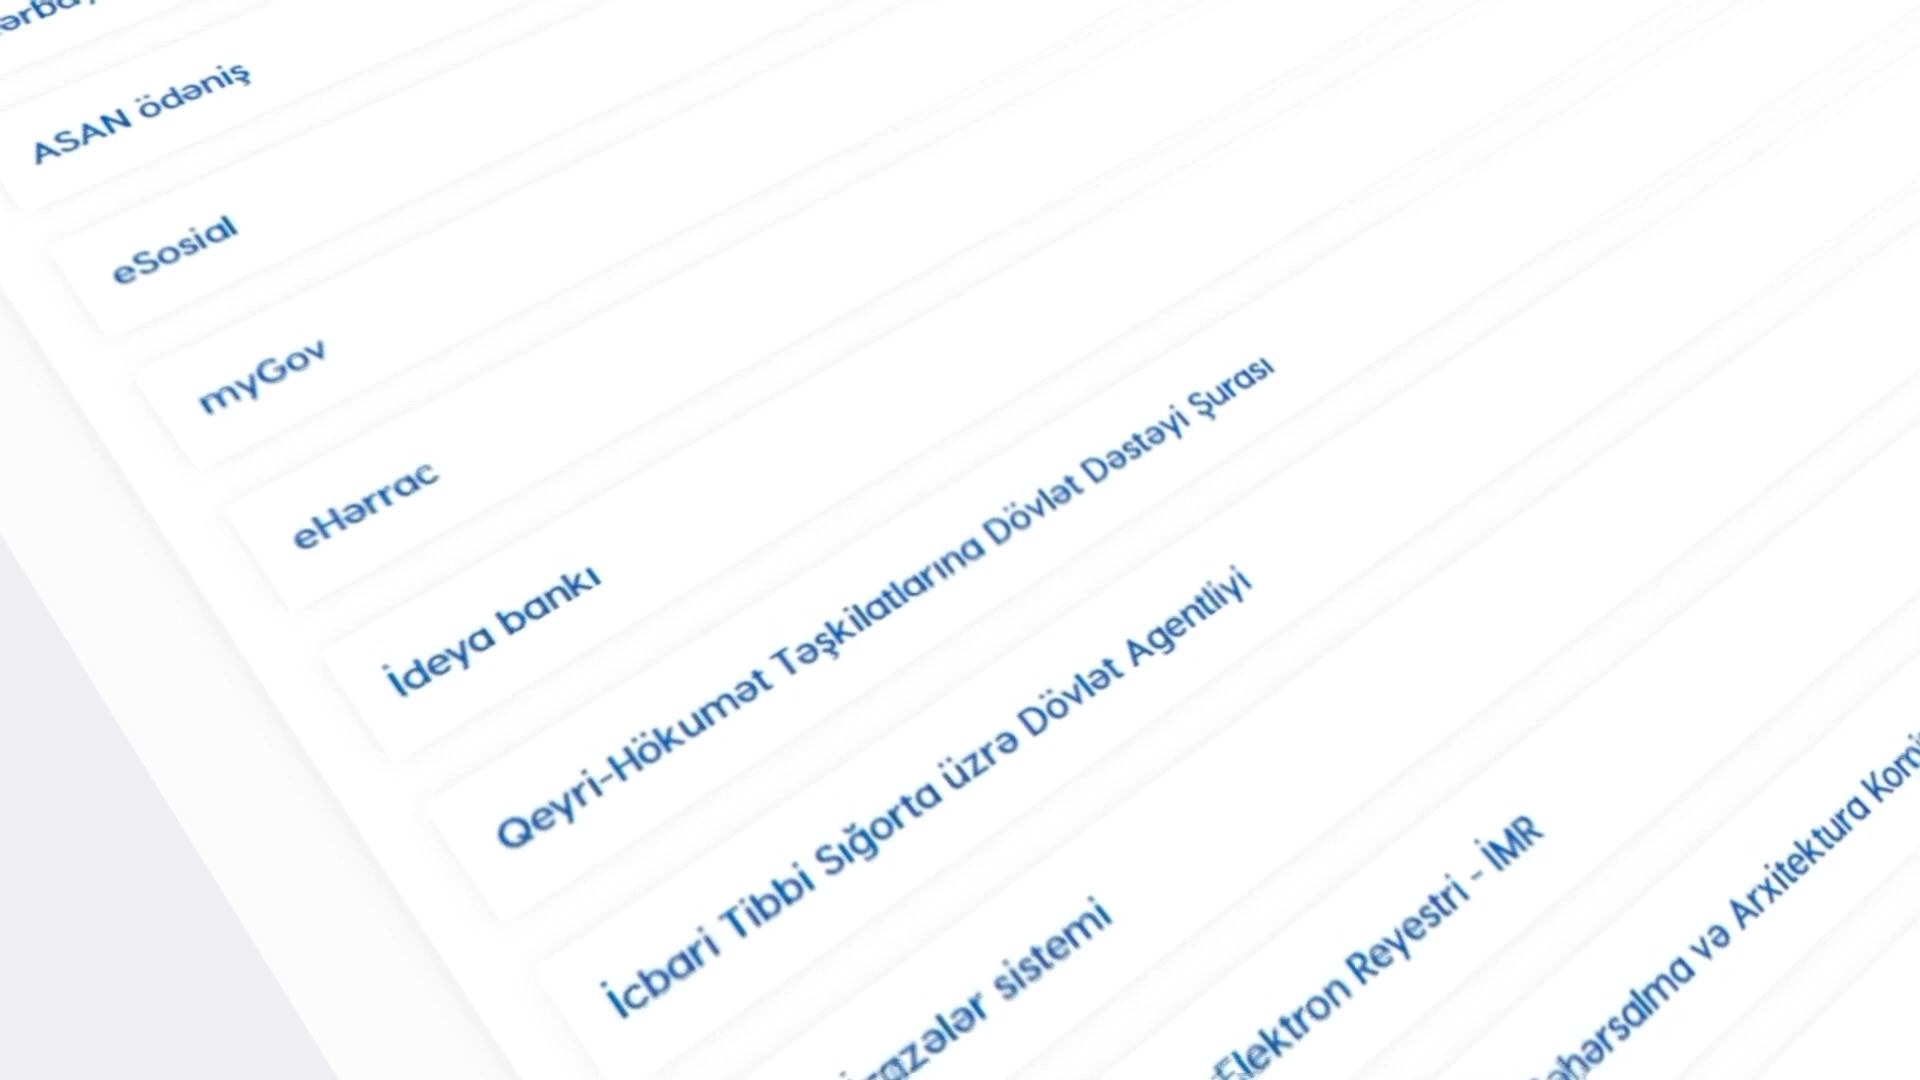 ASAN ödəniş
eSosial
myGov
eHərrac
İdeya bankı
Qeyri-Hökumət Təşkilatlarına Dövlət Dəstəyi Şurası
İcbari Tibbi Sığorta üzrə Dövlət Agentliyi
sistemi
Elektron Reyestri - İMR
və Arxitektura